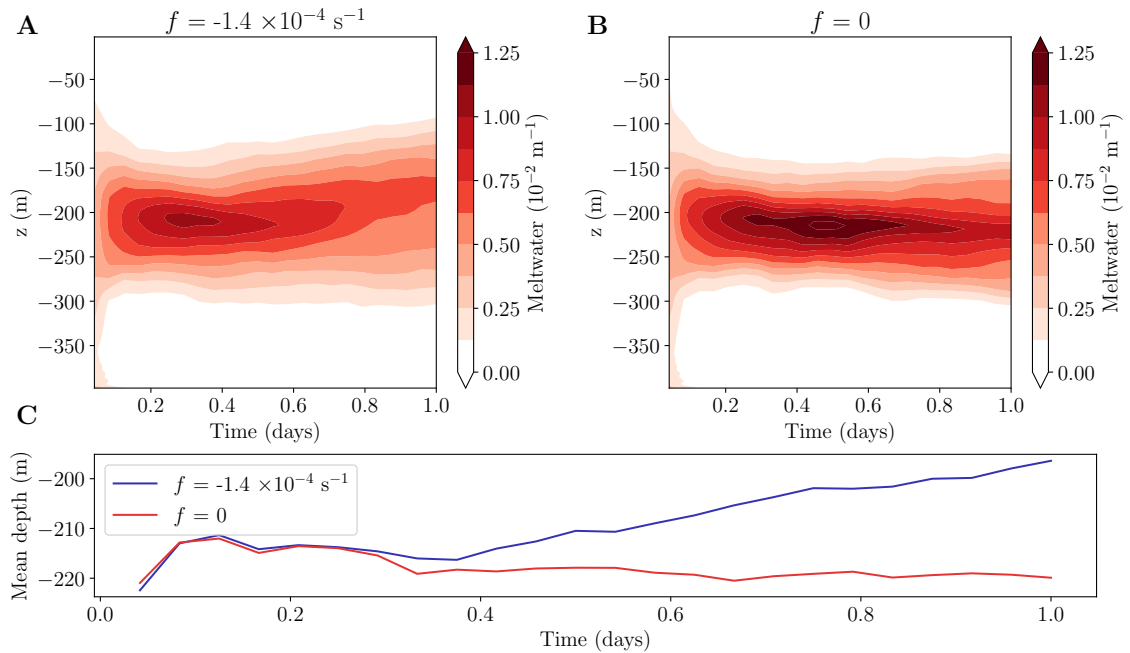 A
f = -1.4 ×10⁻⁴ s⁻¹
−50
−100
−150
−200
−250
−300
−350
z (m)
0.2 0.4 0.6 0.8 1.0
Time (days)
1.25
1.00
0.75
0.50
0.25
0.00
Meltwater (10⁻² m⁻¹)
B
f = 0
−50
−100
−150
−200
−250
−300
−350
z (m)
0.2 0.4 0.6 0.8 1.0
Time (days)
1.25
1.00
0.75
0.50
0.25
0.00
Meltwater (10⁻² m⁻¹)
C
f = -1.4 ×10⁻⁴ s⁻¹
f = 0
−200
−210
−220
Mean depth (m)
0.0 0.2 0.4 0.6 0.8 1.0
Time (days)